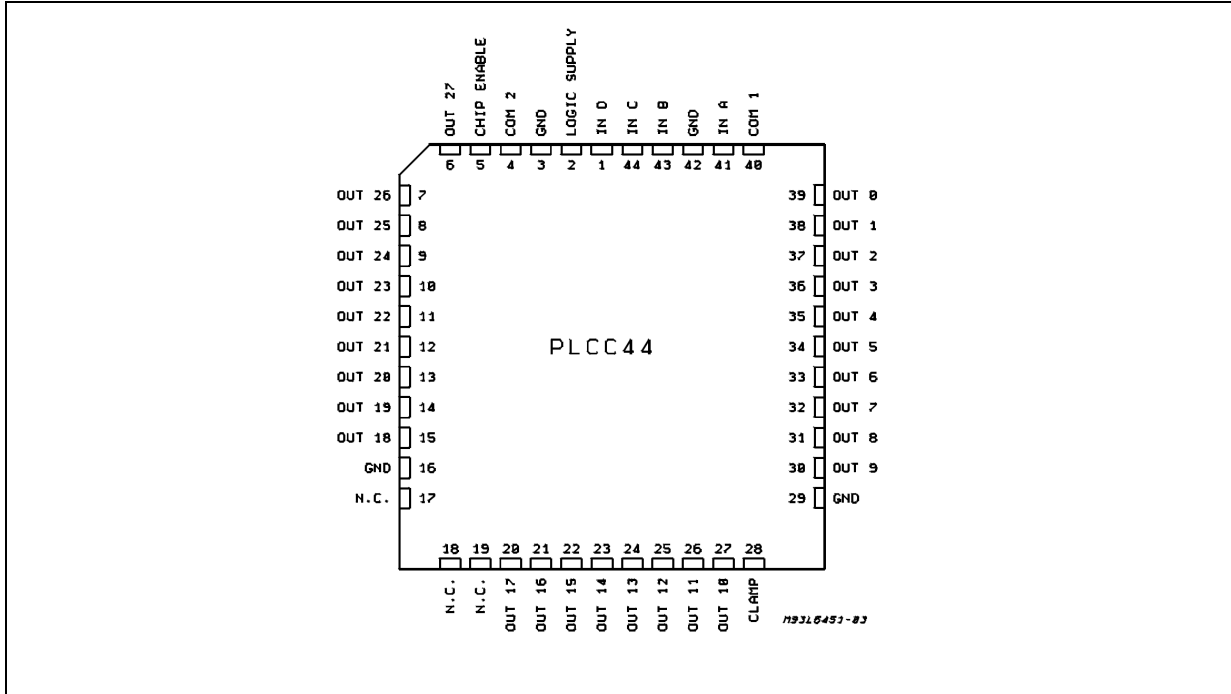 OUT 27
CHIP ENABLE
COM 2
GND
LOGIC SUPPLY
IN D
IN C
IN B
GND
IN A
COM 1
6 5 4 3 2 1 44 43 42 41 40
OUT 26 7 39 OUT 0
OUT 25 8 38 OUT 1
OUT 24 9 37 OUT 2
OUT 23 10 36 OUT 3
OUT 22 11 35 OUT 4
OUT 21 12 34 OUT 5
PLCC44
OUT 20 13 33 OUT 6
OUT 19 14 32 OUT 7
OUT 18 15 31 OUT 8
GND 16 30 OUT 9
N.C. 17 29 GND
18 19 20 21 22 23 24 25 26 27 28
N.C.
N.C.
OUT 17
OUT 16
OUT 15
OUT 14
OUT 13
OUT 12
OUT 11
OUT 10
CLAMP
M93L6451-03